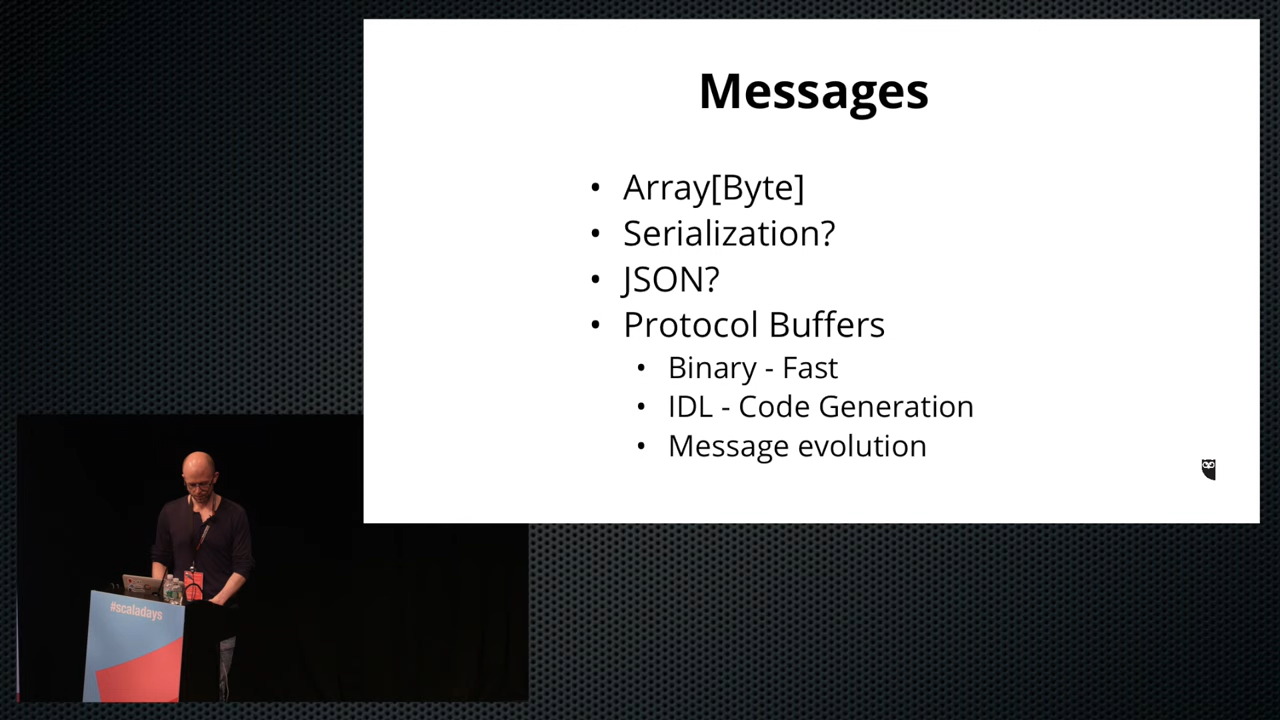 Messages
• Array[Byte]
• Serialization?
• JSON?
• Protocol Buffers
• Binary - Fast
• IDL - Code Generation
• Message evolution
#scaladays